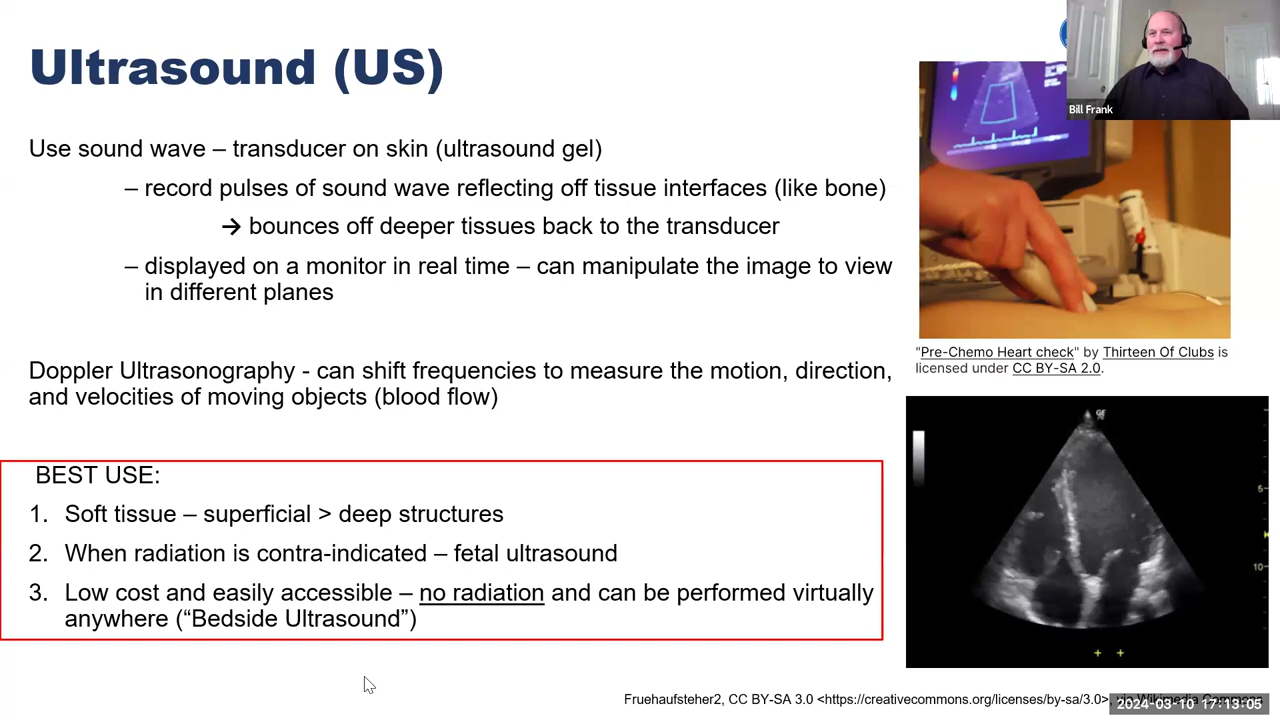 Ultrasound (US)
Bill Frank
Use sound wave – transducer on skin (ultrasound gel)
– record pulses of sound wave reflecting off tissue interfaces (like bone)
→ bounces off deeper tissues back to the transducer
– displayed on a monitor in real time – can manipulate the image to view
in different planes
"Pre-Chemo Heart check" by Thirteen Of Clubs is
licensed under CC BY-SA 2.0.
Doppler Ultrasonography - can shift frequencies to measure the motion, direction,
and velocities of moving objects (blood flow)
GE
5
10
BEST USE:
1. Soft tissue – superficial > deep structures
2. When radiation is contra-indicated – fetal ultrasound
3. Low cost and easily accessible – no radiation and can be performed virtually
anywhere (“Bedside Ultrasound”)
Fruehaufsteher2, CC BY-SA 3.0 <https://creativecommons.org/licenses/by-sa/3.0>, via Wikimedia Commons
2024-03-10 17:13:05